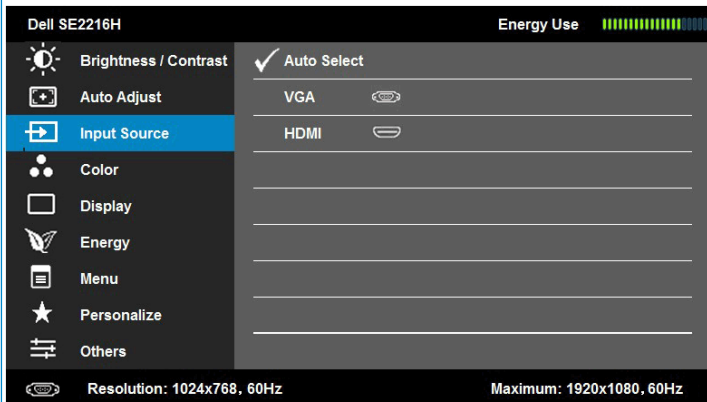 Dell SE2216H Energy Use
Brightness / Contrast Auto Select
Auto Adjust VGA
Input Source HDMI
Color
Display
Energy
Menu
Personalize
Others
Resolution: 1024x768, 60Hz Maximum: 1920x1080, 60Hz